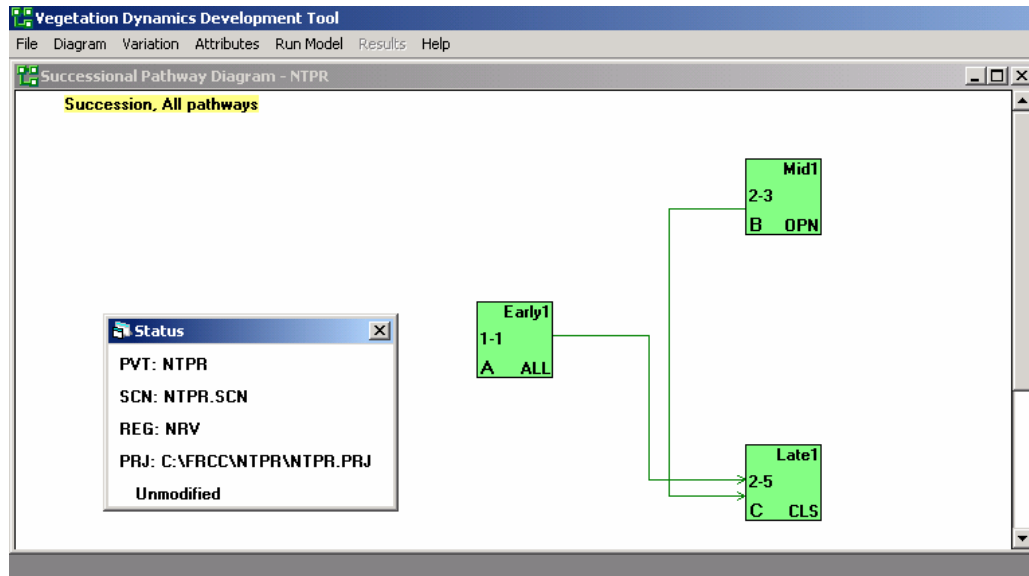 Vegetation Dynamics Development Tool
File Diagram Variation Attributes Run Model Results Help
Successional Pathway Diagram - NTPR
Succession, All pathways
Mid1
2-3
B OPN
Early1
1-1
A ALL
Status
PVT: NTPR
SCN: NTPR.SCN
REG: NRV
PRJ: C:\FRCC\NTPR\NTPR.PRJ
Unmodified
Late1
2-5
C CLS